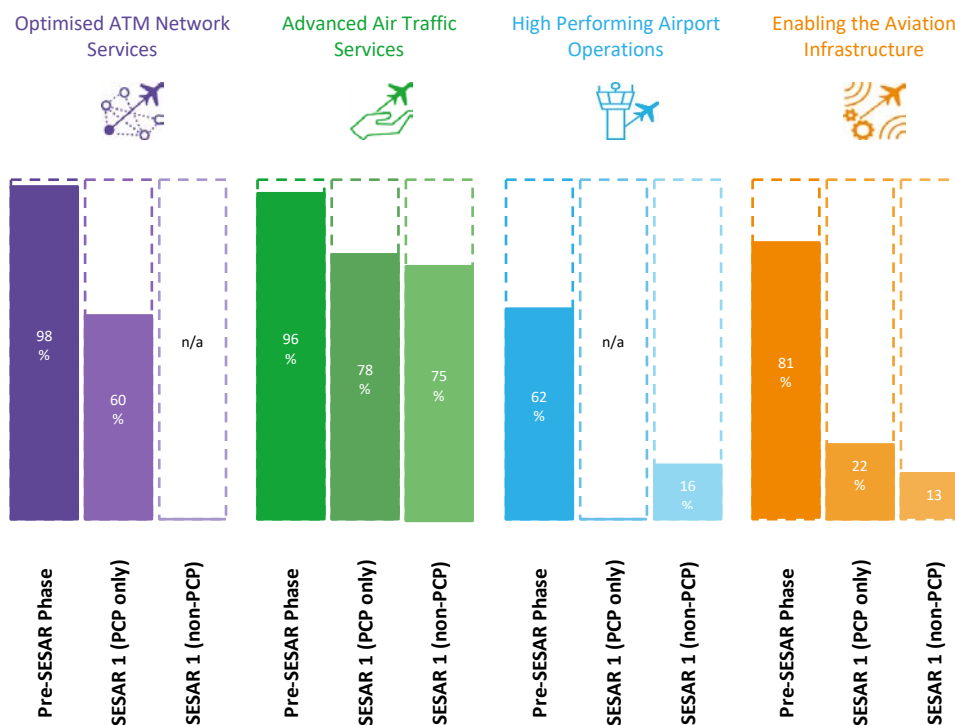 Optimised ATM Network
Services
Advanced Air Traffic
Services
High Performing Airport
Operations
Enabling the Aviation
Infrastructure
98
%
60
%
n/a
96
%
78
%
75
%
62
%
n/a
16
%
81
%
22
%
13
Pre-SESAR Phase
SESAR 1 (PCP only)
SESAR 1 (non-PCP)
Pre-SESAR Phase
SESAR 1 (PCP only)
SESAR 1 (non-PCP)
Pre-SESAR Phase
SESAR 1 (PCP only)
SESAR 1 (non-PCP)
Pre-SESAR Phase
SESAR 1 (PCP only)
SESAR 1 (non-PCP)